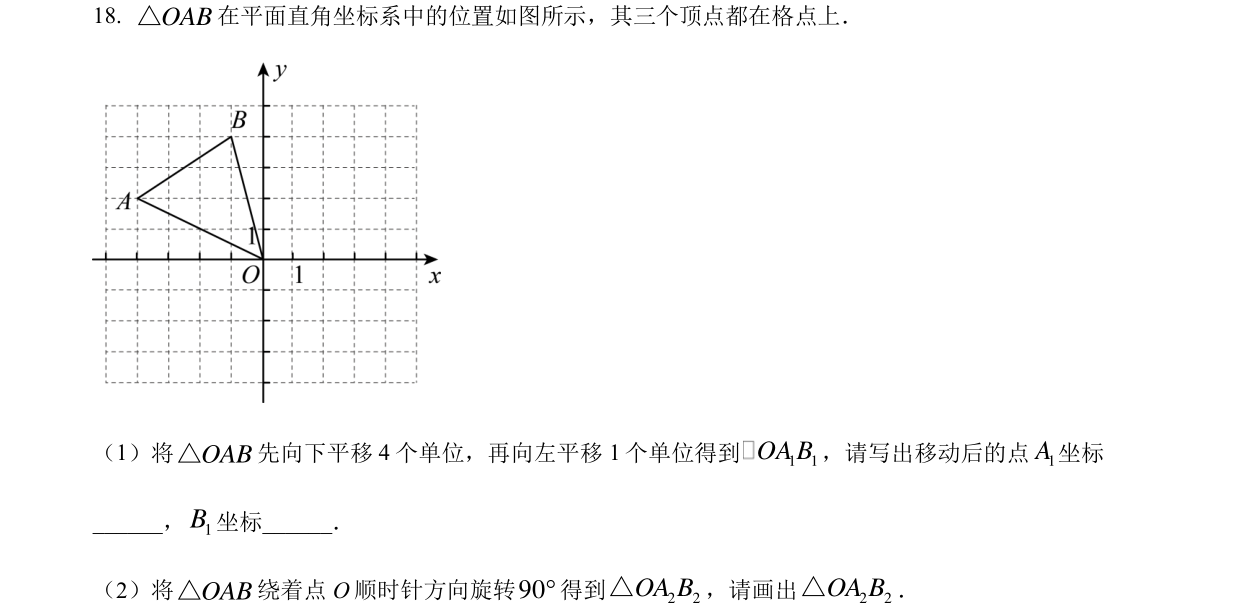 18. △OAB在平面直角坐标系中的位置如图所示，其三个顶点都在格点上．
y
B
A
1
O
1
x
（1）将△OAB先向下平移4个单位，再向左平移1个单位得到□OA₁B₁，请写出移动后的点A₁坐标
______，B₁坐标______．
（2）将△OAB绕着点O顺时针方向旋转90°得到△OA₂B₂，请画出△OA₂B₂．